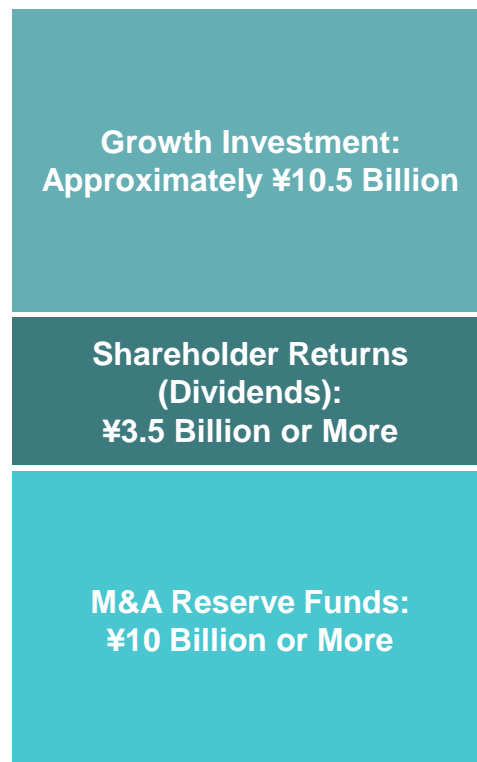 Growth Investment:
Approximately ¥10.5 Billion
Shareholder Returns
(Dividends):
¥3.5 Billion or More
M&A Reserve Funds:
¥10 Billion or More